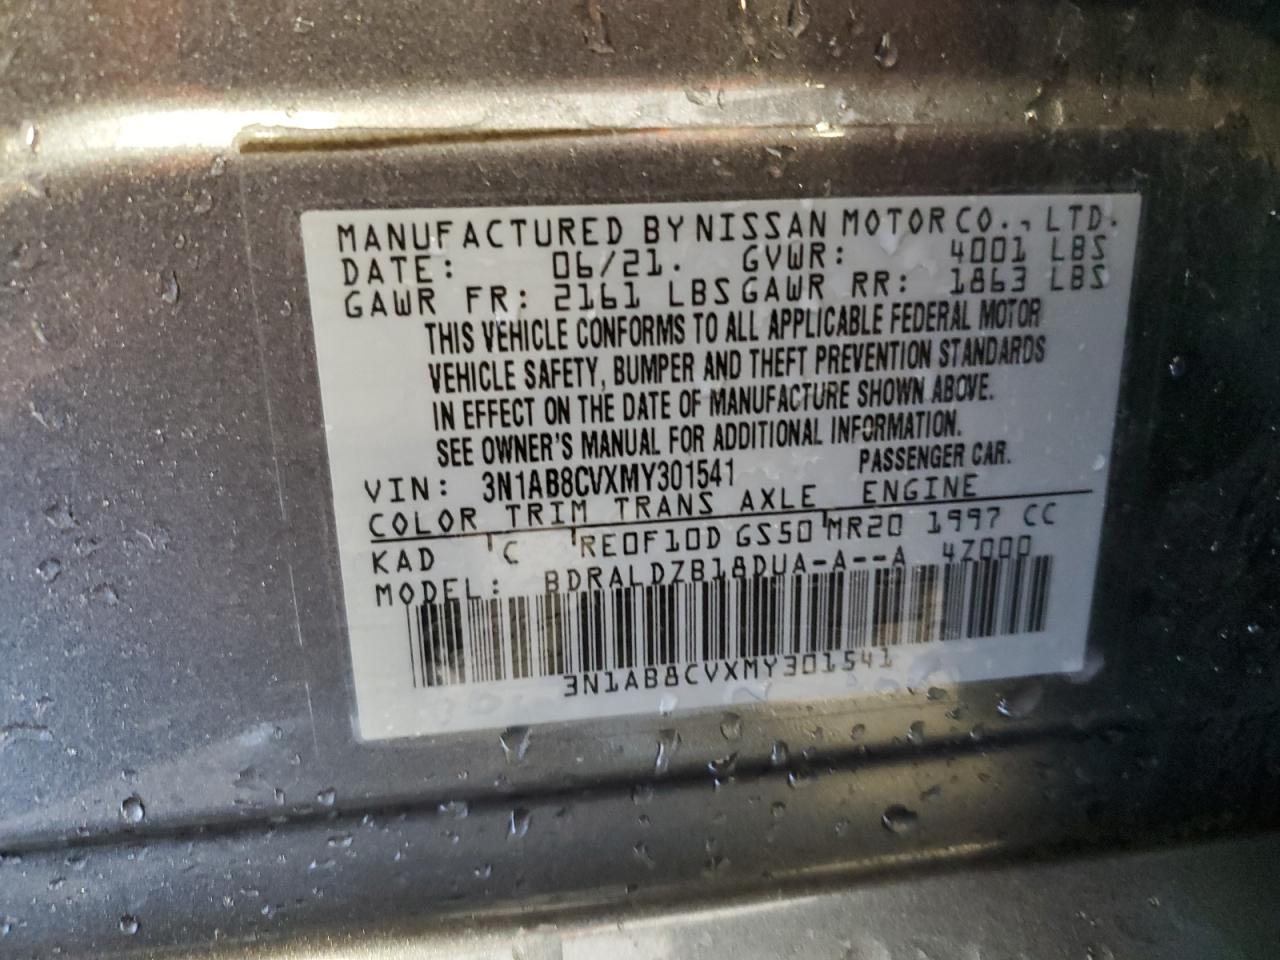 MANUFACTURED BY NISSAN MOTOR CO., LTD.
DATE: 06/21. GVWR: 4001 LBS
GAWR FR: 2161 LBS GAWR RR: 1863 LBS
THIS VEHICLE CONFORMS TO ALL APPLICABLE FEDERAL MOTOR
VEHICLE SAFETY, BUMPER AND THEFT PREVENTION STANDARDS
IN EFFECT ON THE DATE OF MANUFACTURE SHOWN ABOVE.
SEE OWNER'S MANUAL FOR ADDITIONAL INFORMATION.
VIN: 3N1AB8CVXMY301541 PASSENGER CAR.
COLOR TRIM TRANS AXLE ENGINE
KAD C RE0F10D GS50 MR20 1997 CC
MODEL: BDRALDZB18DUA-A--A 4Z000
3N1AB8CVXMY301541